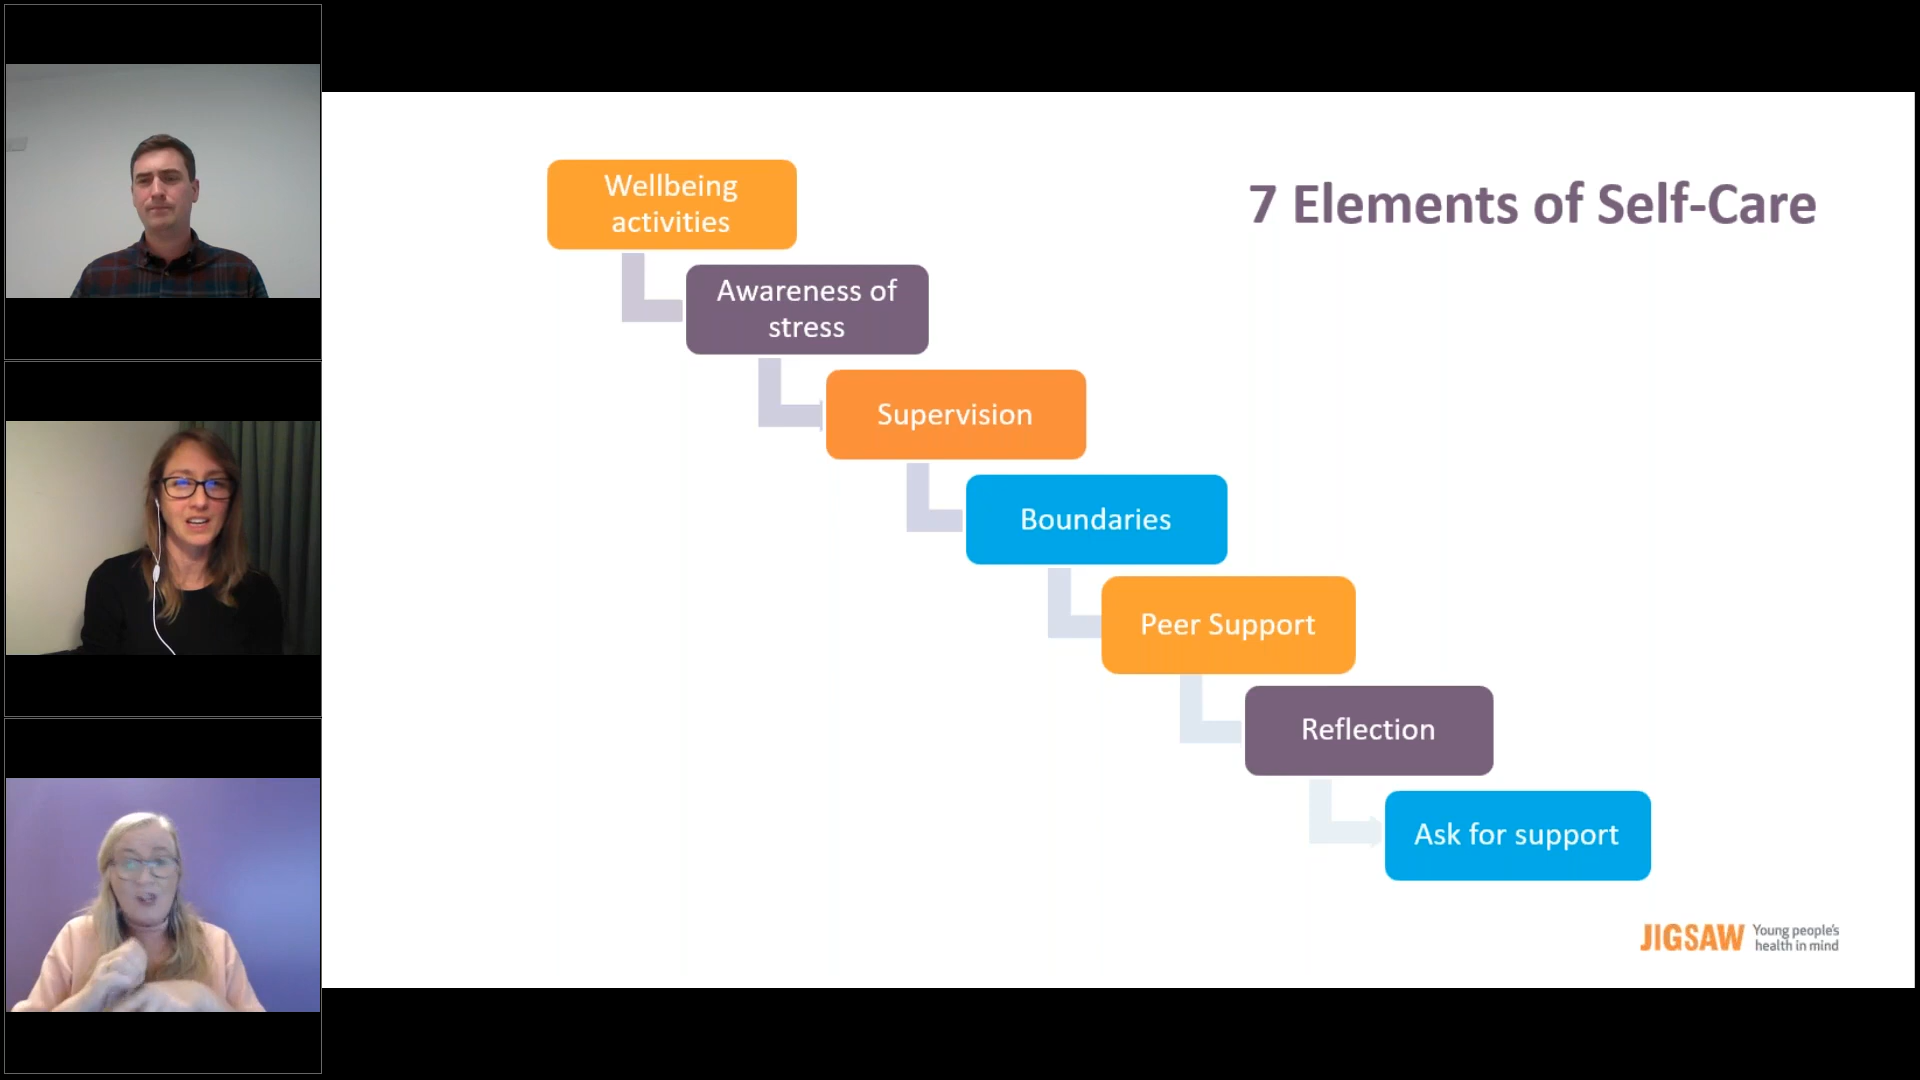 7 Elements of Self-Care
Wellbeing
activities
Awareness of
stress
Supervision
Boundaries
Peer Support
Reflection
Ask for support
JIGSAW Young people's
health in mind